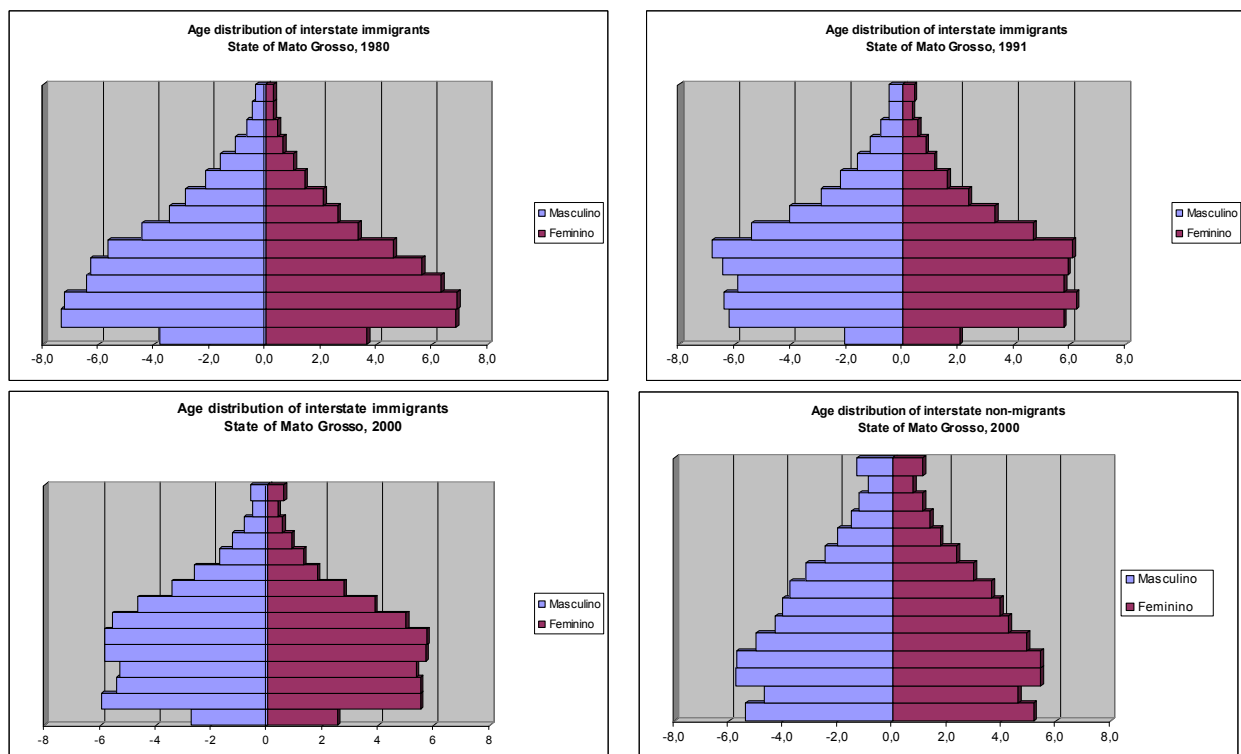 Age distribution of interstate immigrants
State of Mato Grosso, 1980
Masculino
Feminino
-8,0 -6,0 -4,0 -2,0 0,0 2,0 4,0 6,0 8,0
Age distribution of interstate immigrants
State of Mato Grosso, 1991
Masculino
Feminino
-8,0 -6,0 -4,0 -2,0 0,0 2,0 4,0 6,0 8,0
Age distribution of interstate immigrants
State of Mato Grosso, 2000
Masculino
Feminino
-8 -6 -4 -2 0 2 4 6 8
Age distribution of interstate non-migrants
State of Mato Grosso, 2000
Masculino
Feminino
-8,0 -6,0 -4,0 -2,0 0,0 2,0 4,0 6,0 8,0